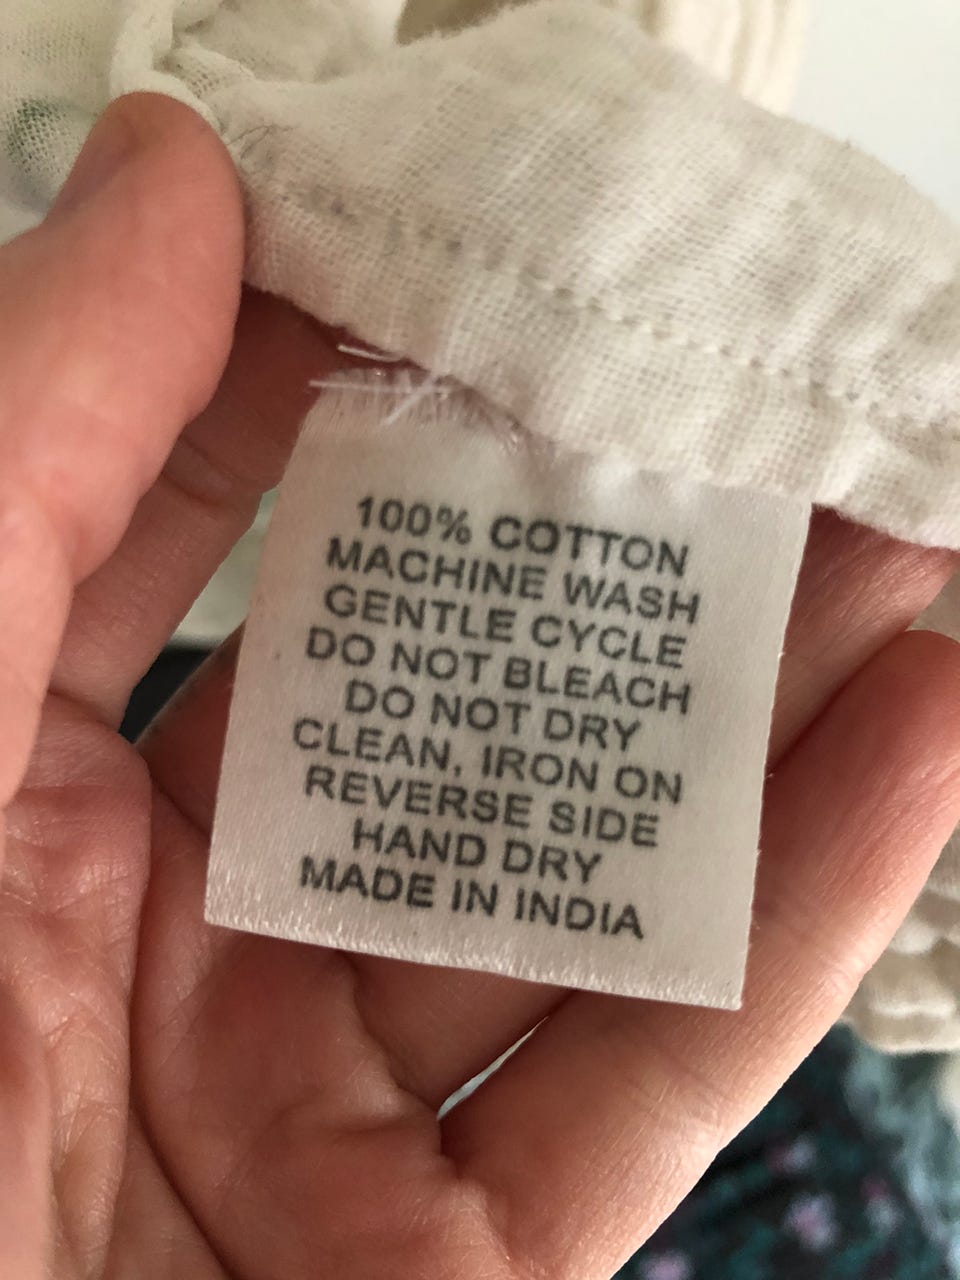 100% COTTON
MACHINE WASH
GENTLE CYCLE
DO NOT BLEACH
DO NOT DRY
CLEAN, IRON ON
REVERSE SIDE
HAND DRY
MADE IN INDIA